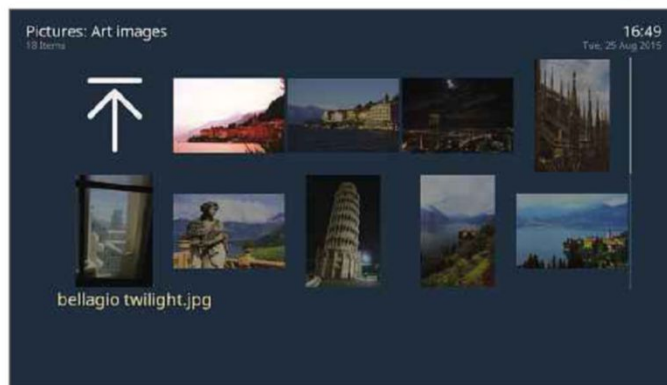 Pictures: Art images
16:49
18 Items
Tue, 25 Aug 2015
bellagio twilight.jpg